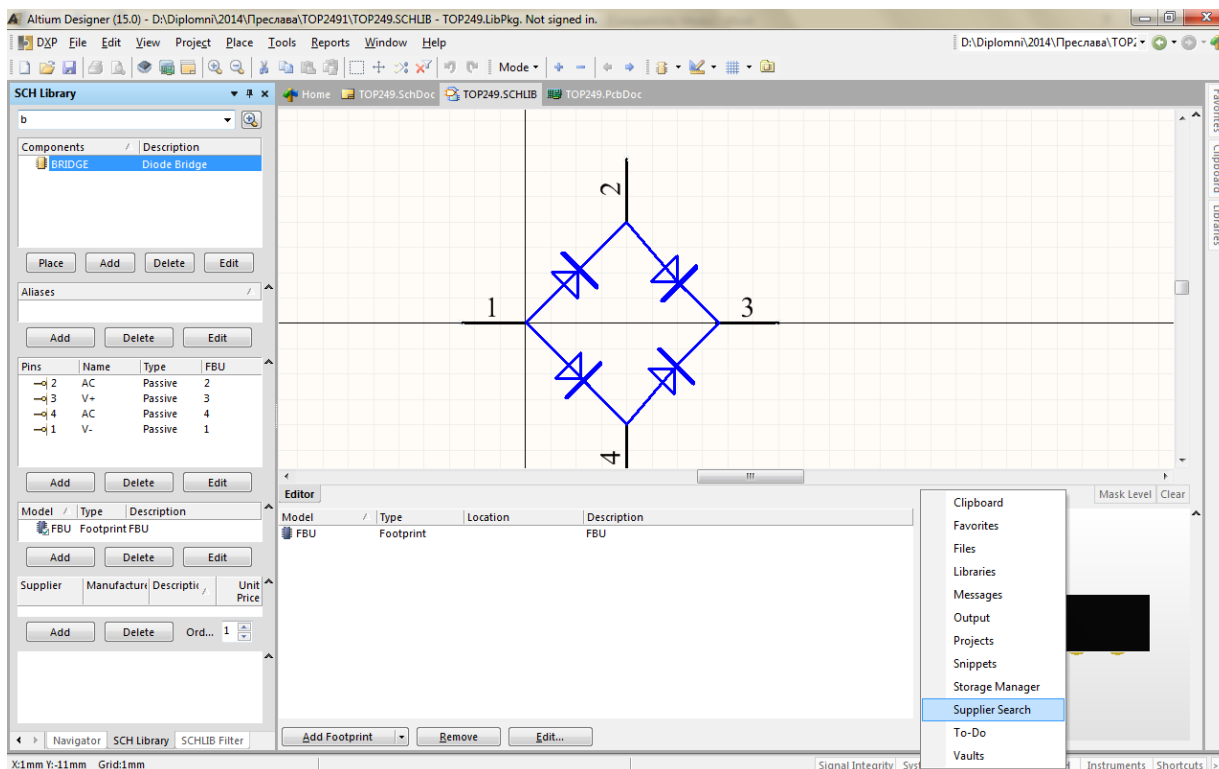 Altium Designer (15.0) - D:\Diplomni\2014\Преслава\TOP2491\TOP249.SCHLIB - TOP249.LibPkg. Not signed in.
DXP File Edit View Project Place Tools Reports Window Help
D:\Diplomni\2014\Преслава\TOP:
Mode
SCH Library
Home TOP249.SchDoc TOP249.SCHLIB TOP249.PcbDoc
b
Components / Description
BRIDGE Diode Bridge
Place Add Delete Edit
Aliases /
Add Delete Edit
Pins Name Type FBU
2 AC Passive 2
3 V+ Passive 3
4 AC Passive 4
1 V- Passive 1
Add Delete Edit
Model / Type Description
FBU Footprint FBU
Add Delete Edit
Supplier Manufacture Descriptic / Unit Price
Add Delete Ord... 1
Navigator SCH Library SCHLIB Filter
2
1
3
4
Favorites
Clipboard
Libraries
Editor
Mask Level Clear
Model / Type Location Description
FBU Footprint FBU
Add Footprint Remove Edit...
Clipboard
Favorites
Files
Libraries
Messages
Output
Projects
Snippets
Storage Manager
Supplier Search
To-Do
Vaults
X:1mm Y:-11mm Grid:1mm
Signal Integrity Syst
Instruments Shortcuts >